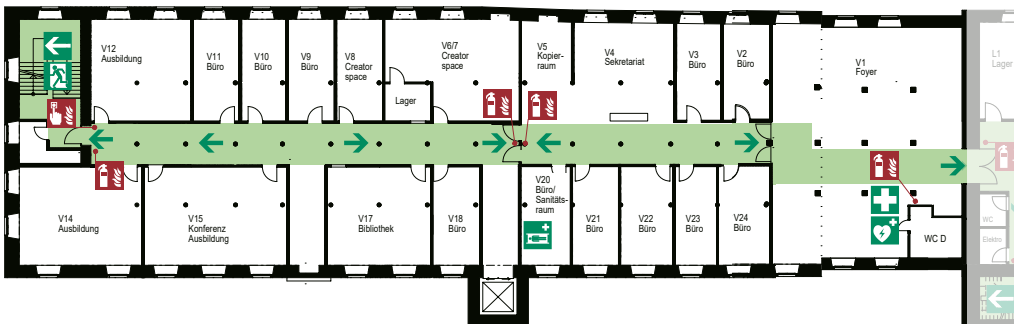 V12
Ausbildung
V11
Büro
V10
Büro
V9
Büro
V8
Creator
space
V6/7
Creator
space
Lager
V5
Kopier-
raum
V4
Sekretariat
V3
Büro
V2
Büro
V1
Foyer
L1
Lager
V14
Ausbildung
V15
Konferenz
Ausbildung
V17
Bibliothek
V18
Büro
V20
Büro/
Sanitäts-
raum
V21
Büro
V22
Büro
V23
Büro
V24
Büro
WC D
WC
Elektro